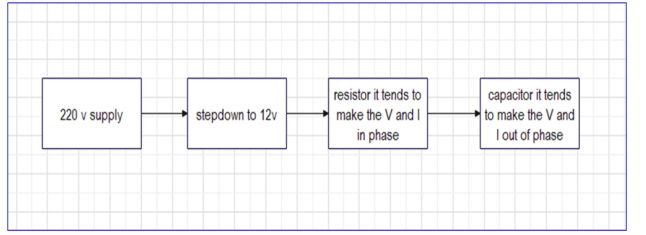 220 v supply
stepdown to 12v
resistor it tends to
make the V and I
in phase
capacitor it tends
to make the V and
I out of phase